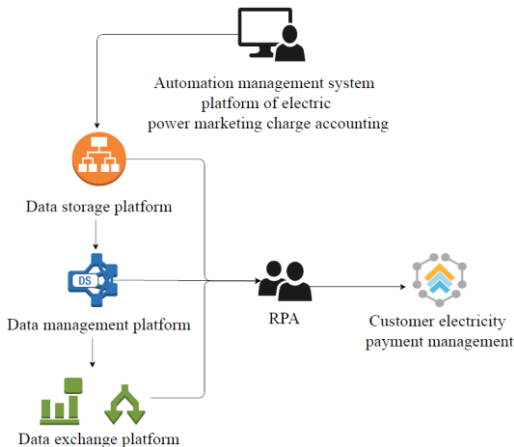 Automation management system
platform of electric
power marketing charge accounting
Data storage platform
DS
Data management platform
RPA
Customer electricity
payment management
Data exchange platform